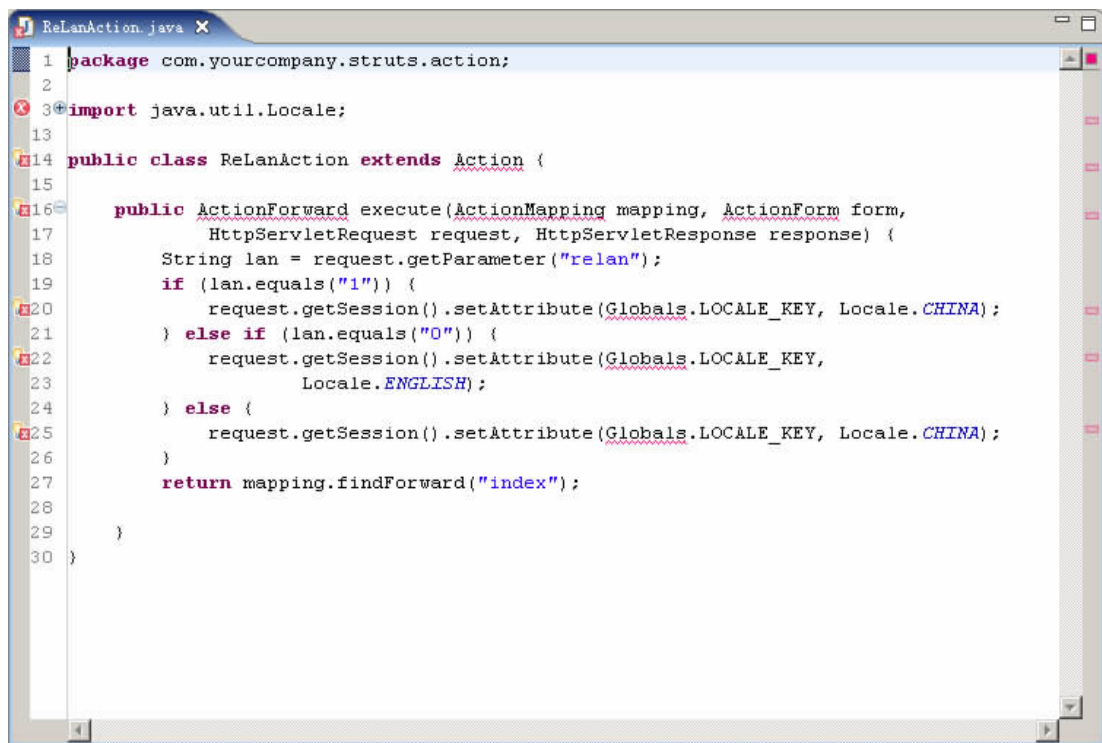 ReLanAction.java
1 package com.yourcompany.struts.action;
2
3 import java.util.Locale;
13
14 public class ReLanAction extends Action {
15
16     public ActionForward execute(ActionMapping mapping, ActionForm form,
17             HttpServletRequest request, HttpServletResponse response) {
18         String lan = request.getParameter("relan");
19         if (lan.equals("1")) {
20             request.getSession().setAttribute(Globals.LOCALE_KEY, Locale.CHINA);
21         } else if (lan.equals("0")) {
22             request.getSession().setAttribute(Globals.LOCALE_KEY,
23                     Locale.ENGLISH);
24         } else {
25             request.getSession().setAttribute(Globals.LOCALE_KEY, Locale.CHINA);
26         }
27         return mapping.findForward("index");
28
29     }
30 }